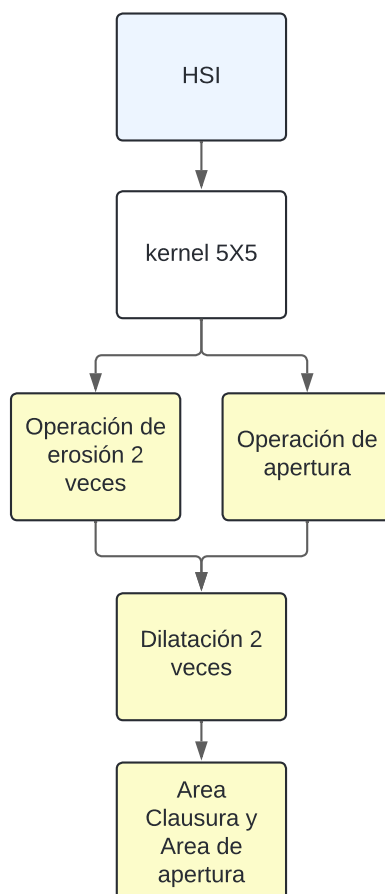 HSI
kernel 5X5
Operación de
erosión 2
veces
Operación de
apertura
Dilatación 2
veces
Area
Clausura y
Area de
apertura